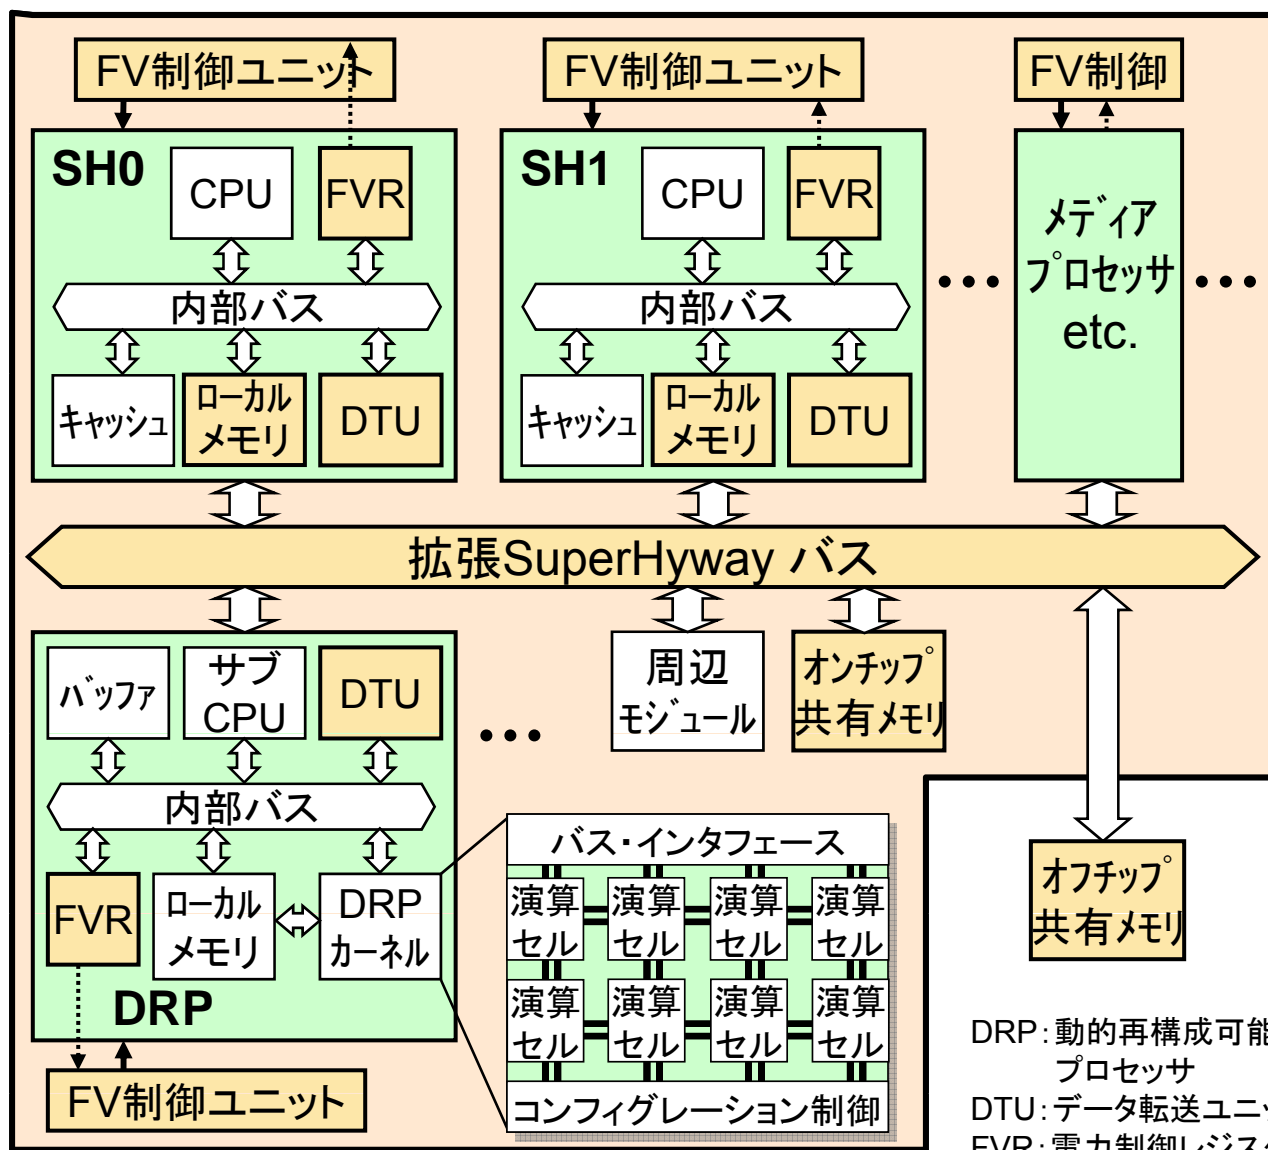 FV制御ユニット
FV制御ユニット
FV制御
SH0
CPU
FVR
内部バス
キャッシュ
ローカル
メモリ
DTU
SH1
CPU
FVR
内部バス
キャッシュ
ローカル
メモリ
DTU
•••
メディア
プロセッサ
etc.
•••
拡張SuperHyway バス
バッファ
サブ
CPU
DTU
内部バス
FVR
ローカル
メモリ
DRP
カーネル
DRP
FV制御ユニット
•••
周辺
モジュール
オンチップ
共有メモリ
バス・インタフェース
演算
セル
演算
セル
演算
セル
演算
セル
演算
セル
演算
セル
演算
セル
演算
セル
コンフィグレーション制御
オフチップ
共有メモリ
DRP：動的再構成可能
プロセッサ
DTU：データ転送ユニッ
FVR：電力制御レジス